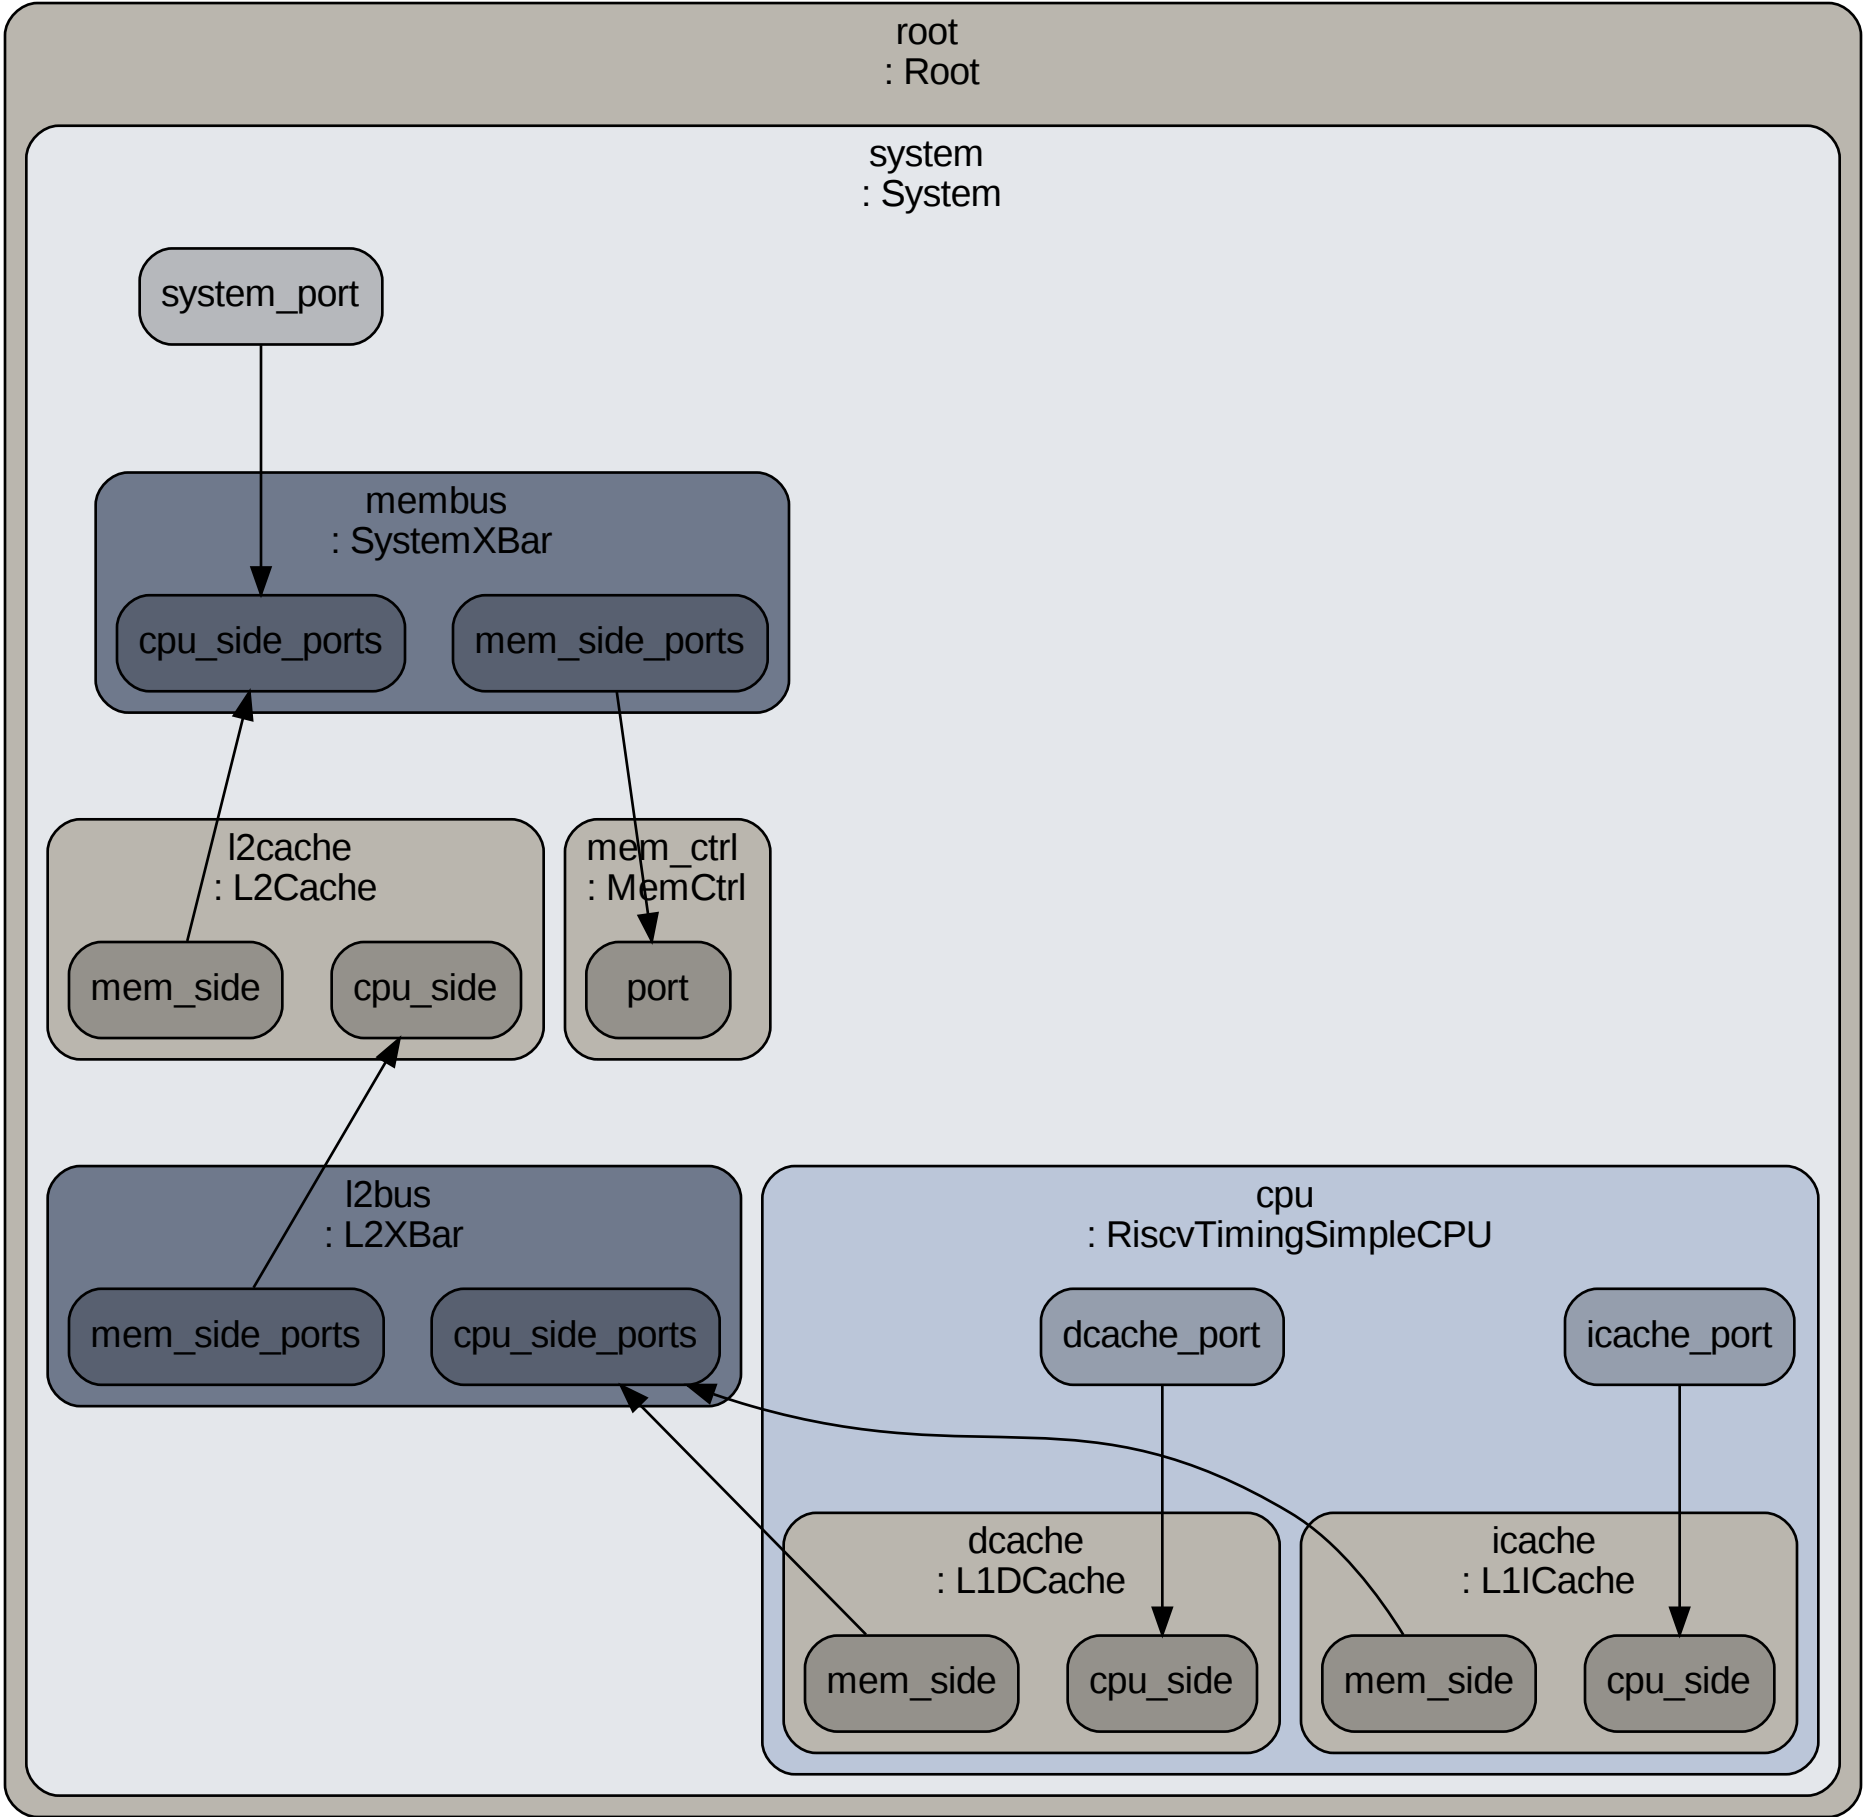 root
: Root
system
: System
system_port
membus
: SystemXBar
cpu_side_ports
mem_side_ports
l2cache
: L2Cache
mem_side
cpu_side
mem_ctrl
: MemCtrl
port
l2bus
: L2XBar
mem_side_ports
cpu_side_ports
cpu
: RiscvTimingSimpleCPU
dcache_port
icache_port
dcache
: L1DCache
mem_side
cpu_side
icache
: L1ICache
mem_side
cpu_side